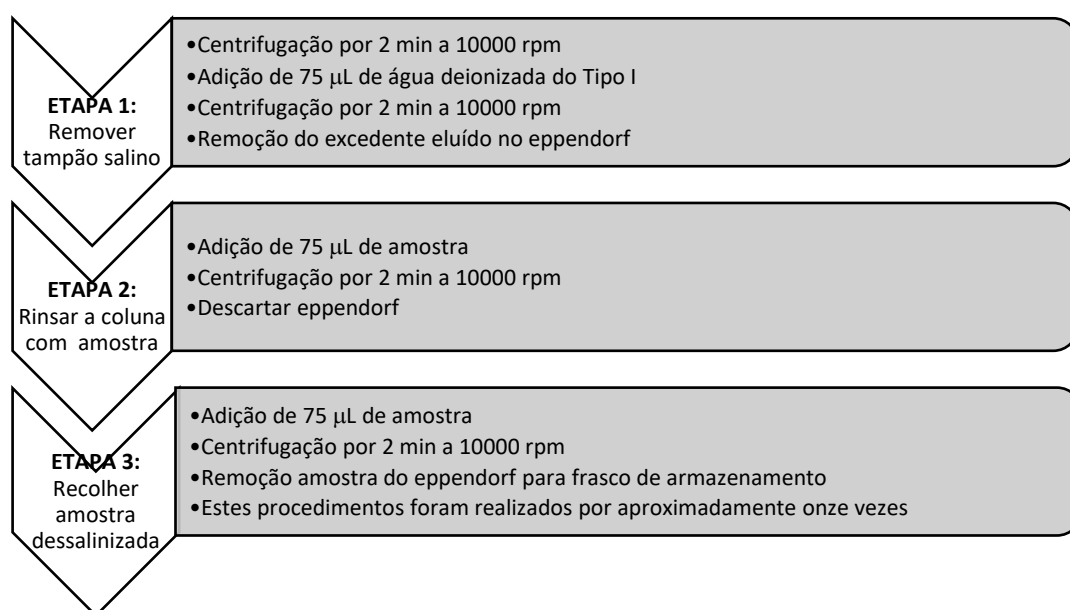 ETAPA 1:
Remover
tampão salino
•Centrifugação por 2 min a 10000 rpm
•Adição de 75 µL de água deionizada do Tipo I
•Centrifugação por 2 min a 10000 rpm
•Remoção do excedente eluído no eppendorf
ETAPA 2:
Rinsar a coluna
com amostra
•Adição de 75 µL de amostra
•Centrifugação por 2 min a 10000 rpm
•Descartar eppendorf
ETAPA 3:
Recolher
amostra
dessalinizada
•Adição de 75 µL de amostra
•Centrifugação por 2 min a 10000 rpm
•Remoção amostra do eppendorf para frasco de armazenamento
•Estes procedimentos foram realizados por aproximadamente onze vezes